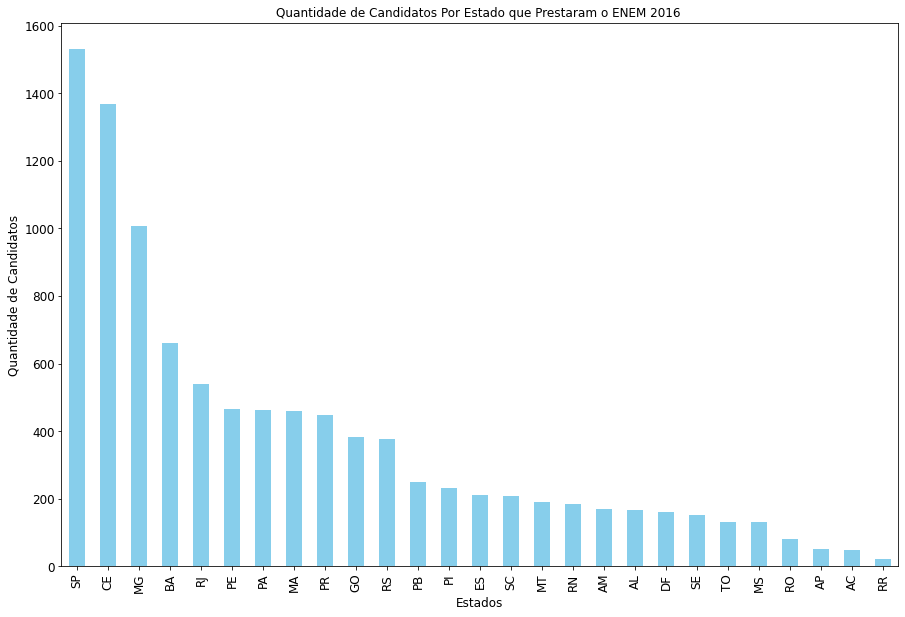 Quantidade de Candidatos Por Estado que Prestaram o ENEM 2016
1600
1400
1200
1000
800
600
400
200
0
Quantidade de Candidatos
SP CE MG BA RJ PE PA MA PR GO RS PB PI ES SC MT RN AM AL DF SE TO MS RO AP AC RR
Estados